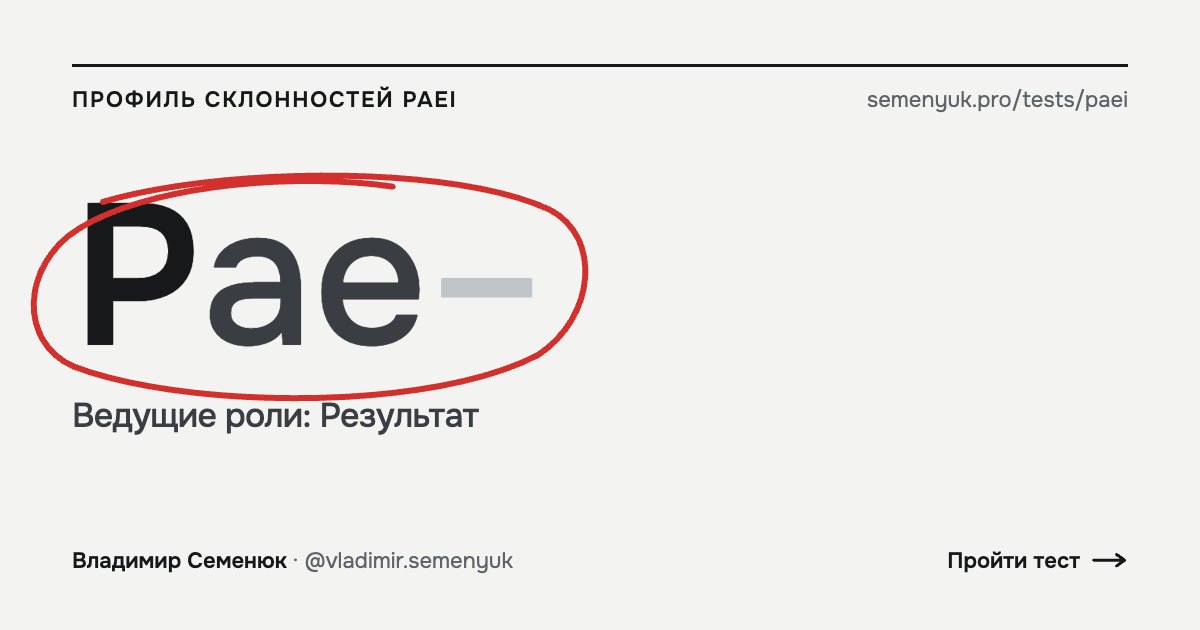 ПРОФИЛЬ СКЛОННОСТЕЙ PAEI
semenyuk.pro/tests/paei
Pae–
Ведущие роли: Результат
Владимир Семенюк · @vladimir.semenyuk
Пройти тест →